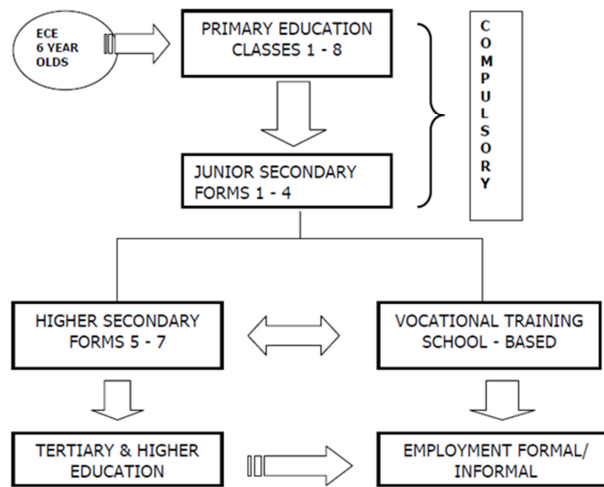 ECE
6 YEAR
OLDS
PRIMARY EDUCATION
CLASSES 1 - 8
COMPULSORY
JUNIOR SECONDARY
FORMS 1 - 4
HIGHER SECONDARY
FORMS 5 - 7
VOCATIONAL TRAINING
SCHOOL - BASED
TERTIARY & HIGHER
EDUCATION
EMPLOYMENT FORMAL/
INFORMAL